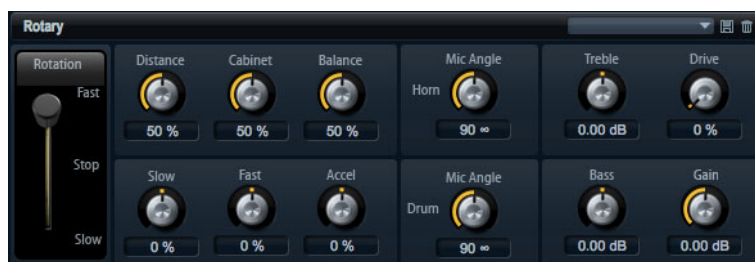 Rotary
Rotation
Fast
Stop
Slow
Distance
Cabinet
Balance
50 %
50 %
50 %
Slow
Fast
Accel
0 %
0 %
0 %
Mic Angle
Horn
90 ∞
Mic Angle
Drum
90 ∞
Treble
Drive
0.00 dB
0 %
Bass
Gain
0.00 dB
0.00 dB